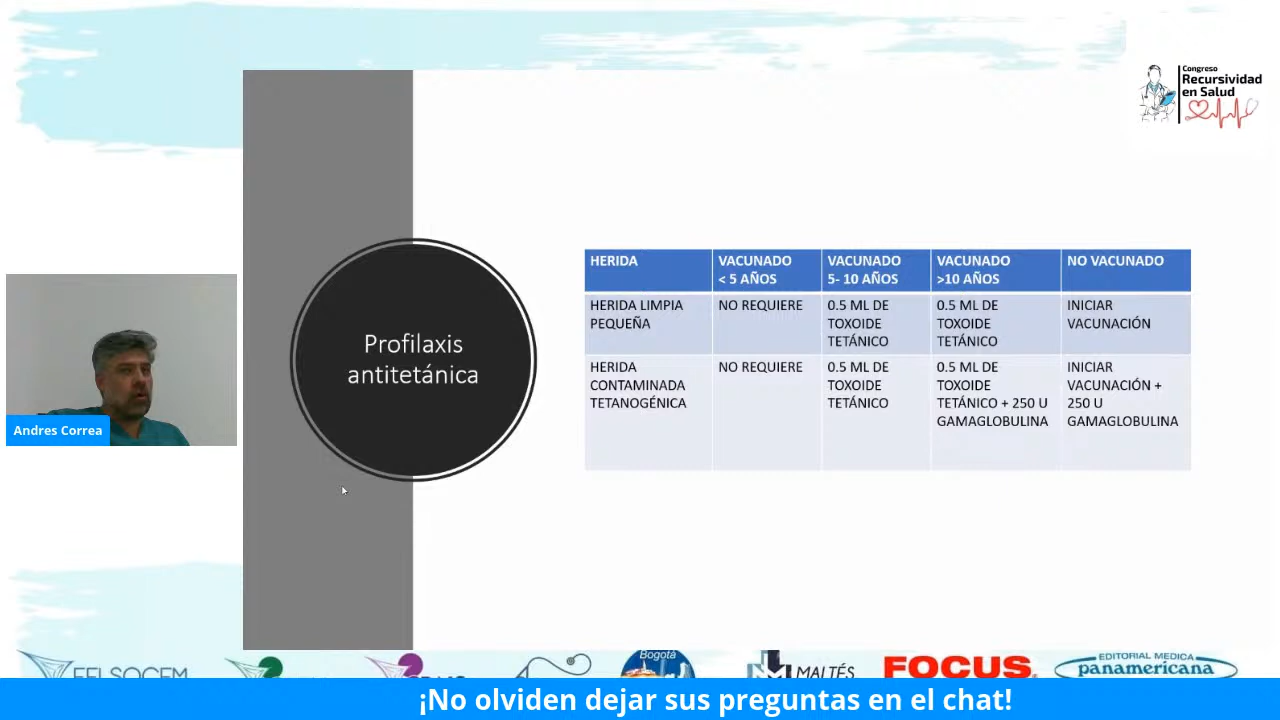 Congreso
Recursividad
en Salud
HERIDA
VACUNADO
< 5 AÑOS
VACUNADO
5- 10 AÑOS
VACUNADO
>10 AÑOS
NO VACUNADO
HERIDA LIMPIA
PEQUEÑA
NO REQUIERE
0.5 ML DE
TOXOIDE
TETÁNICO
0.5 ML DE
TOXOIDE
TETÁNICO
INICIAR
VACUNACIÓN
HERIDA
CONTAMINADA
TETANOGÉNICA
NO REQUIERE
0.5 ML DE
TOXOIDE
TETÁNICO
0.5 ML DE
TOXOIDE
TETÁNICO + 250 U
GAMAGLOBULINA
INICIAR
VACUNACIÓN +
250 U
GAMAGLOBULINA
Profilaxis
antitetánica
Andres Correa
Bogotá
MALTÉS
FOCUS
EDITORIAL MEDICA
panamericana
¡No olviden dejar sus preguntas en el chat!